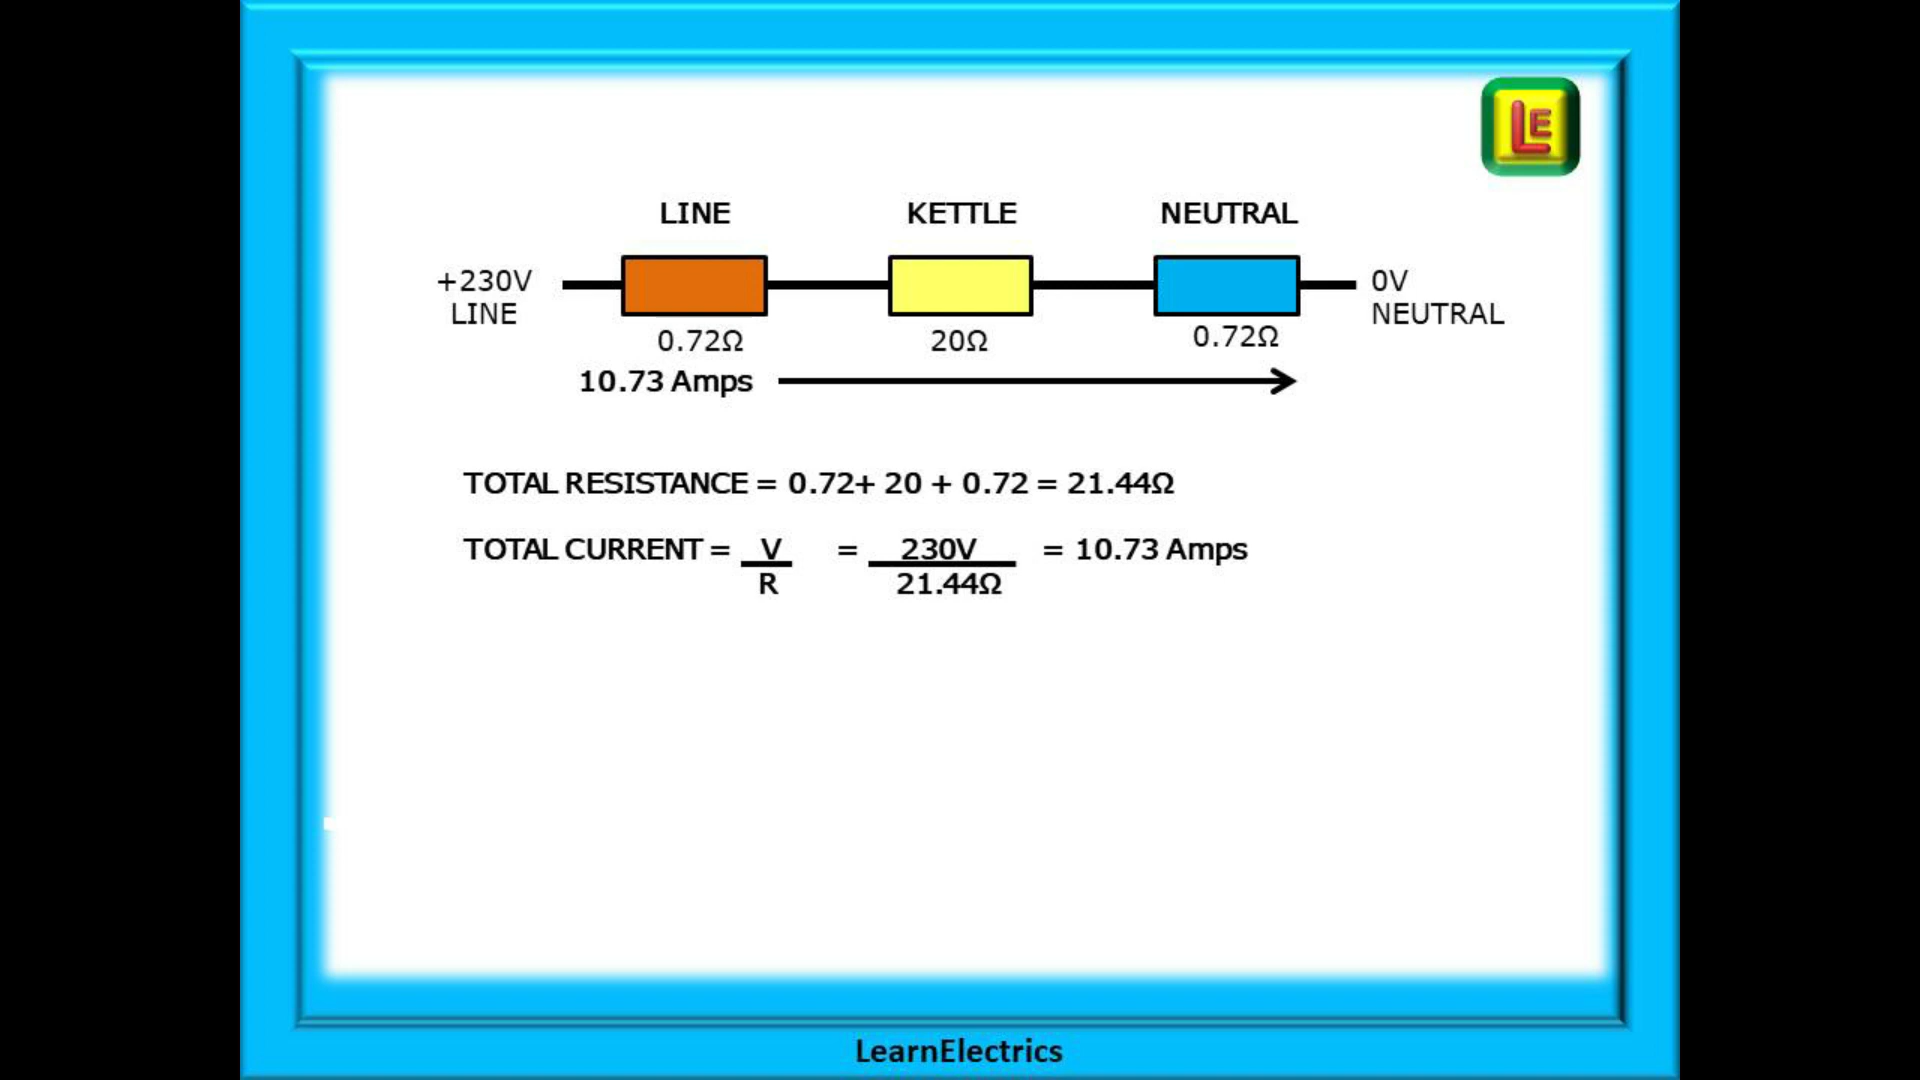 LE
LINE KETTLE NEUTRAL
+230V
LINE
0V
NEUTRAL
0.72Ω 20Ω 0.72Ω
10.73 Amps
TOTAL RESISTANCE = 0.72+ 20 + 0.72 = 21.44Ω
TOTAL CURRENT = V = 230V = 10.73 Amps
R 21.44Ω
LearnElectrics